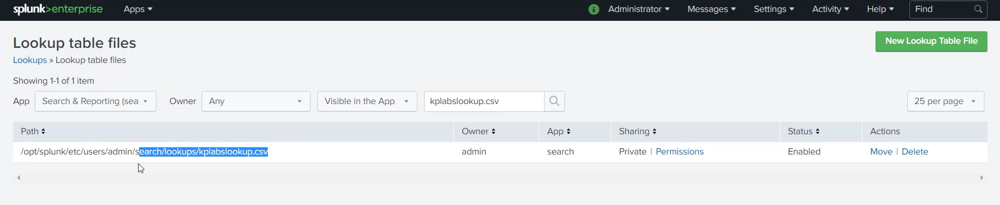 splunk>enterprise Apps Administrator Messages Settings Activity Help Find
Lookup table files
New Lookup Table File
Lookups » Lookup table files
Showing 1-1 of 1 item
App Search & Reporting (sea Owner Any Visible in the App kplabslookup.csv 25 per page
Path Owner App Sharing Status Actions
/opt/splunk/etc/users/admin/search/lookups/kplabslookup.csv admin search Private | Permissions Enabled Move | Delete